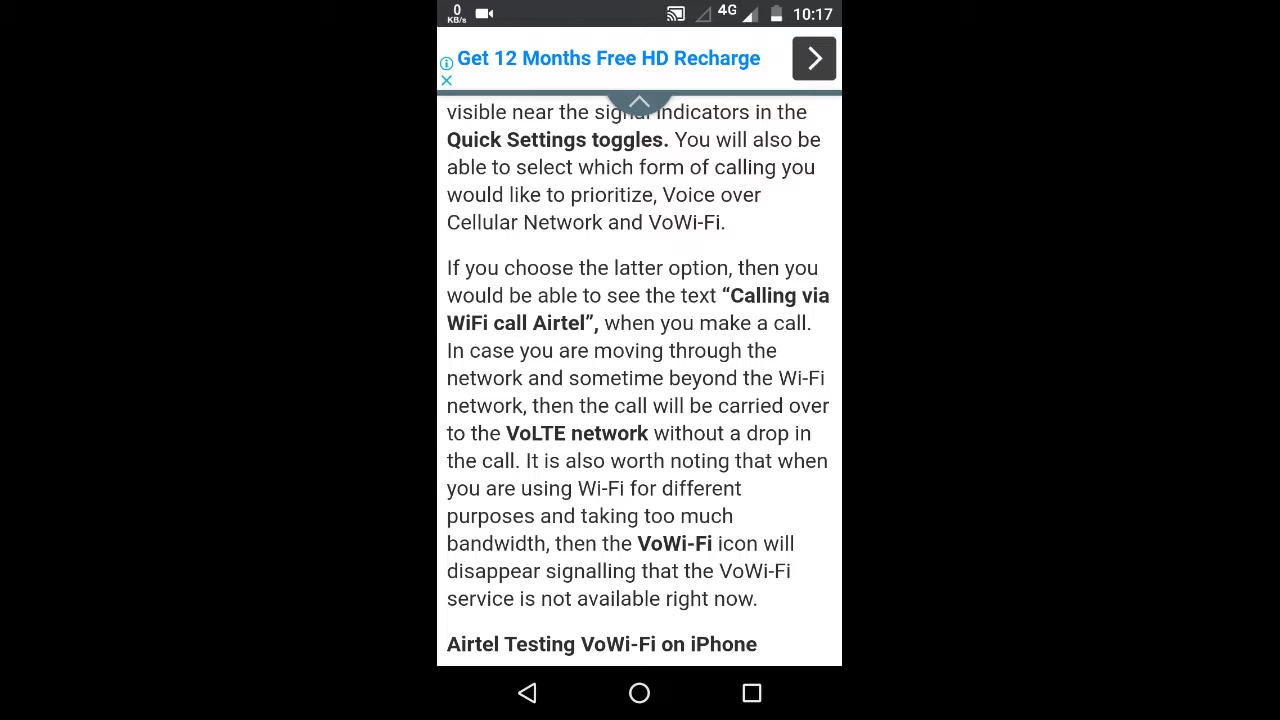 0
KB/s
4G
10:17
Get 12 Months Free HD Recharge
visible near the signal indicators in the
Quick Settings toggles. You will also be
able to select which form of calling you
would like to prioritize, Voice over
Cellular Network and VoWi-Fi.
If you choose the latter option, then you
would be able to see the text “Calling via
WiFi call Airtel”, when you make a call.
In case you are moving through the
network and sometime beyond the Wi-Fi
network, then the call will be carried over
to the VoLTE network without a drop in
the call. It is also worth noting that when
you are using Wi-Fi for different
purposes and taking too much
bandwidth, then the VoWi-Fi icon will
disappear signalling that the VoWi-Fi
service is not available right now.
Airtel Testing VoWi-Fi on iPhone